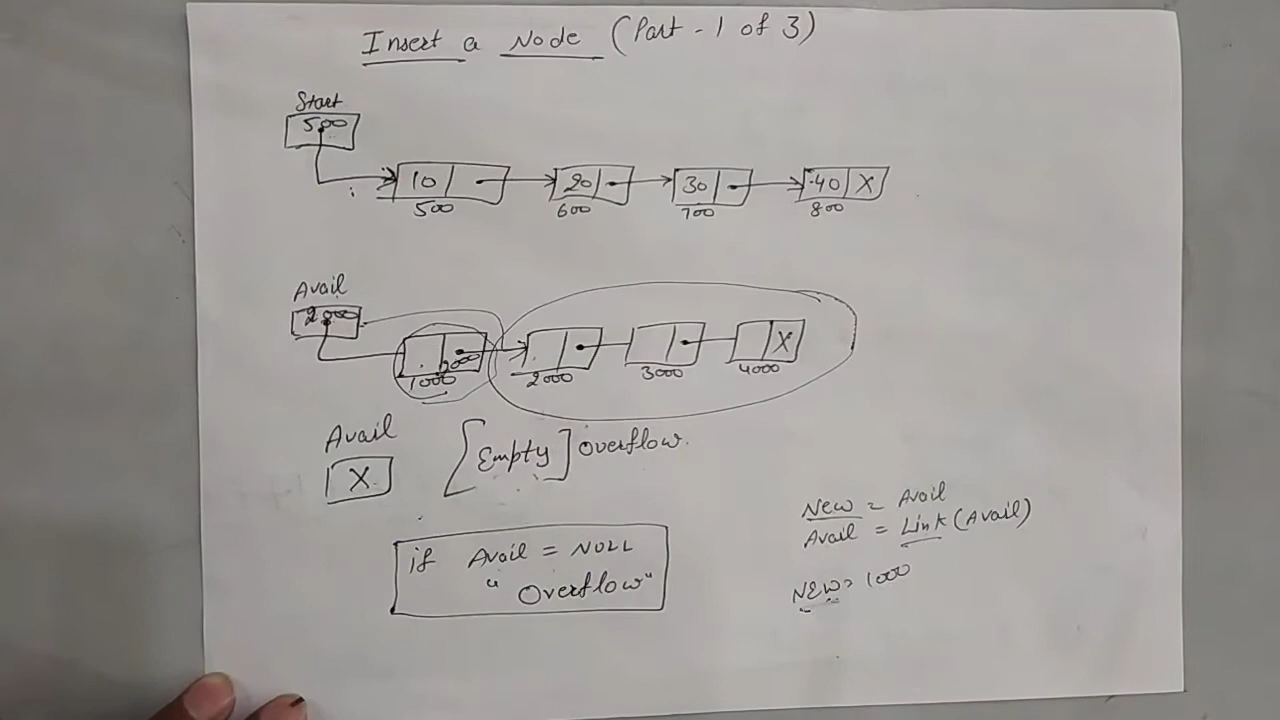 Insert a Node (Part - 1 of 3)
Start
500
10 20 30 40 X
500 600 700 800
Avail
2000
2000 X
1000 2000 3000 4000
Avail
X
[Empty] overflow.
if Avail = NULL
"Overflow"
New = Avail
Avail = Link (Avail)
NEW = 1000